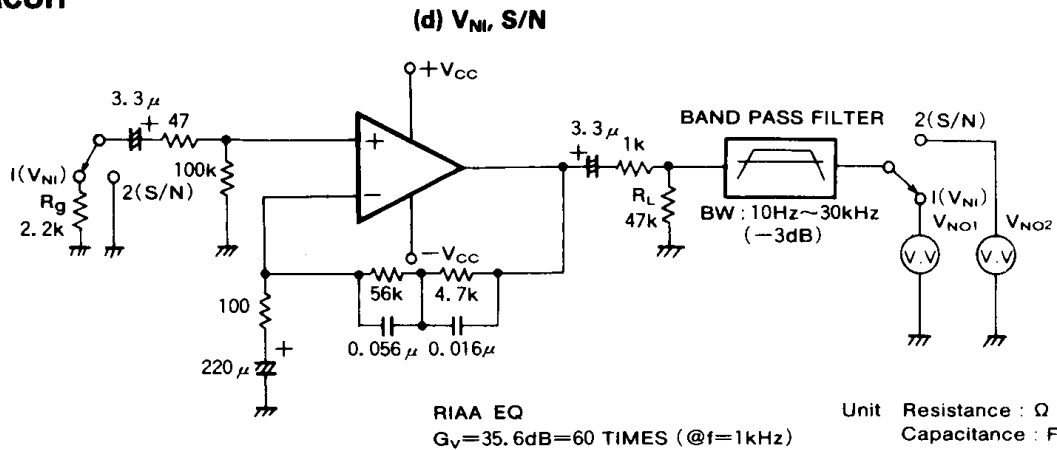 (d) V_NI, S/N
+V_CC
3.3μ
+
47
3.3μ
+
1k
BAND PASS FILTER
2(S/N)
+
−
100k
1(V_NI)
2(S/N)
R_g
2.2k
R_L
47k
BW : 10Hz~30kHz
(−3dB)
1(V_NI)
V_NO1
V_NO2
V.V
V.V
−V_CC
56k
4.7k
100
0.056μ
0.016μ
+
220μ
RIAA EQ
G_V=35.6dB=60 TIMES (@f=1kHz)
Unit Resistance : Ω
Capacitance : F